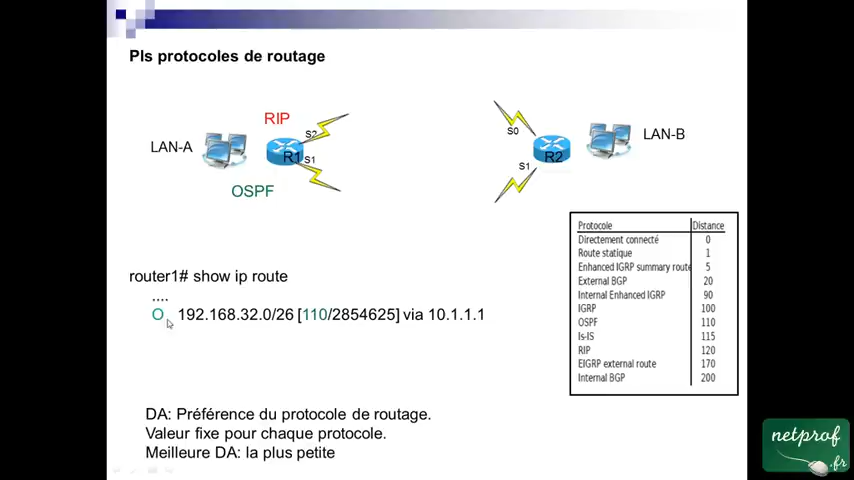 Pls protocoles de routage
RIP
S2
LAN-A
R1
S1
OSPF
S0
LAN-B
R2
S1
Protocole Distance
Directement connecté 0
Route statique 1
Enhanced IGRP summary route 5
External BGP 20
Internal Enhanced IGRP 90
IGRP 100
OSPF 110
Is-IS 115
RIP 120
EIGRP external route 170
Internal BGP 200
router1# show ip route
....
O 192.168.32.0/26 [110/2854625] via 10.1.1.1
DA: Préférence du protocole de routage.
Valeur fixe pour chaque protocole.
Meilleure DA: la plus petite
netprof
.fr